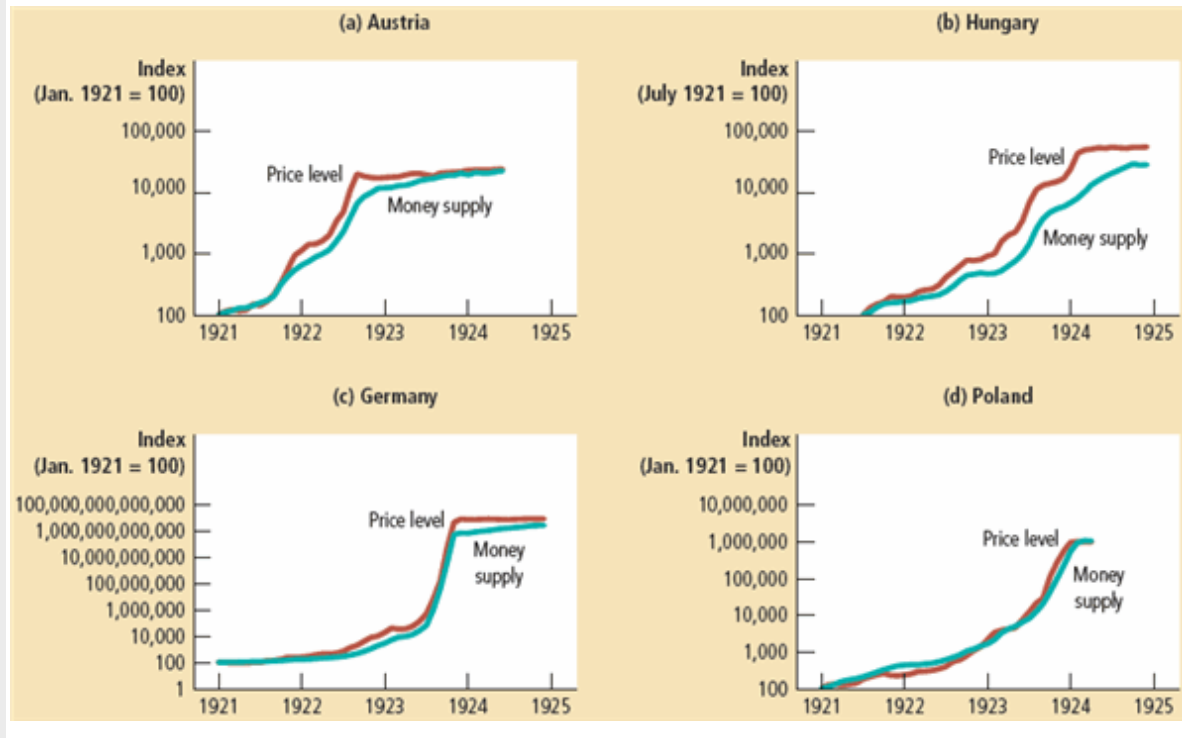 (a) Austria
Index
(Jan. 1921 = 100)
100,000
10,000
1,000
100
Price level
Money supply
1921 1922 1923 1924 1925
(b) Hungary
Index
(July 1921 = 100)
100,000
10,000
1,000
100
Price level
Money supply
1921 1922 1923 1924 1925
(c) Germany
Index
(Jan. 1921 = 100)
100,000,000,000,000
1,000,000,000,000
10,000,000,000
100,000,000
1,000,000
10,000
100
1
Price level
Money
supply
1921 1922 1923 1924 1925
(d) Poland
Index
(Jan. 1921 = 100)
10,000,000
1,000,000
100,000
10,000
1,000
100
Price level
Money
supply
1921 1922 1923 1924 1925